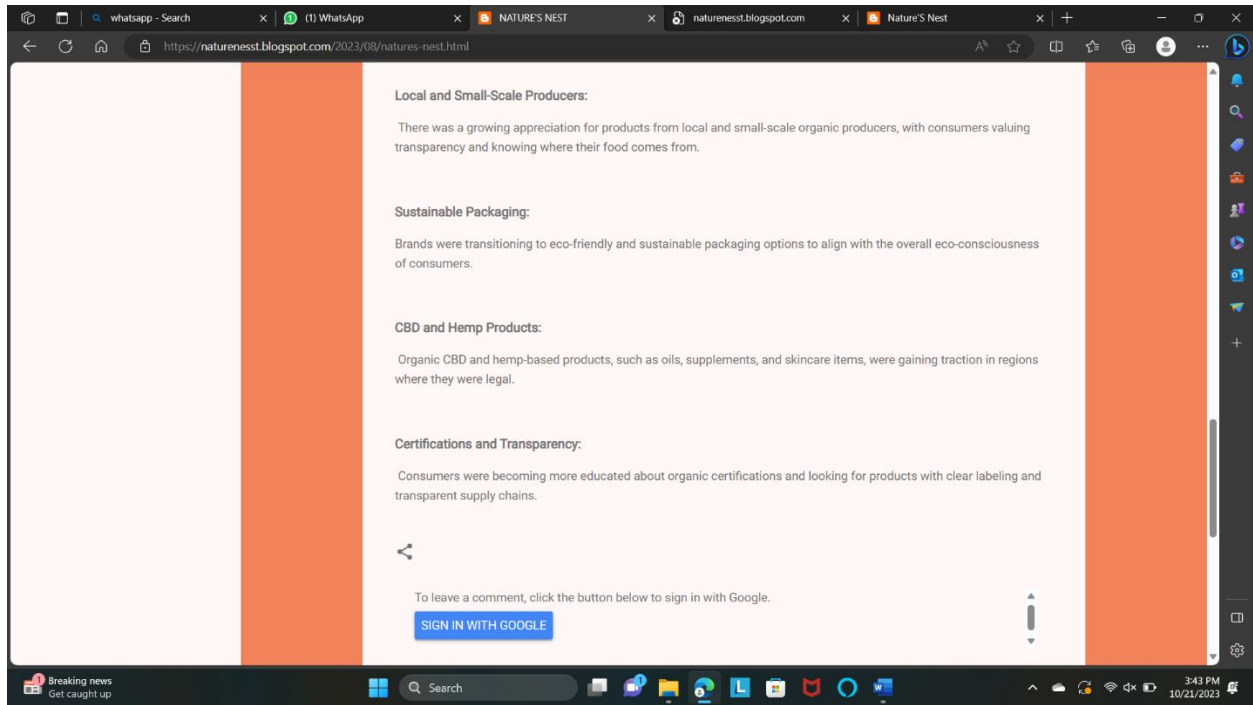 whatsapp - Search
(1) WhatsApp
NATURE'S NEST
naturenesst.blogspot.com
Nature'S Nest
https://naturenesst.blogspot.com/2023/08/natures-nest.html
Local and Small-Scale Producers:
There was a growing appreciation for products from local and small-scale organic producers, with consumers valuing
transparency and knowing where their food comes from.
Sustainable Packaging:
Brands were transitioning to eco-friendly and sustainable packaging options to align with the overall eco-consciousness
of consumers.
CBD and Hemp Products:
Organic CBD and hemp-based products, such as oils, supplements, and skincare items, were gaining traction in regions
where they were legal.
Certifications and Transparency:
Consumers were becoming more educated about organic certifications and looking for products with clear labeling and
transparent supply chains.
To leave a comment, click the button below to sign in with Google.
SIGN IN WITH GOOGLE
1
Breaking news
Get caught up
Search
1
L
3:43 PM
10/21/2023